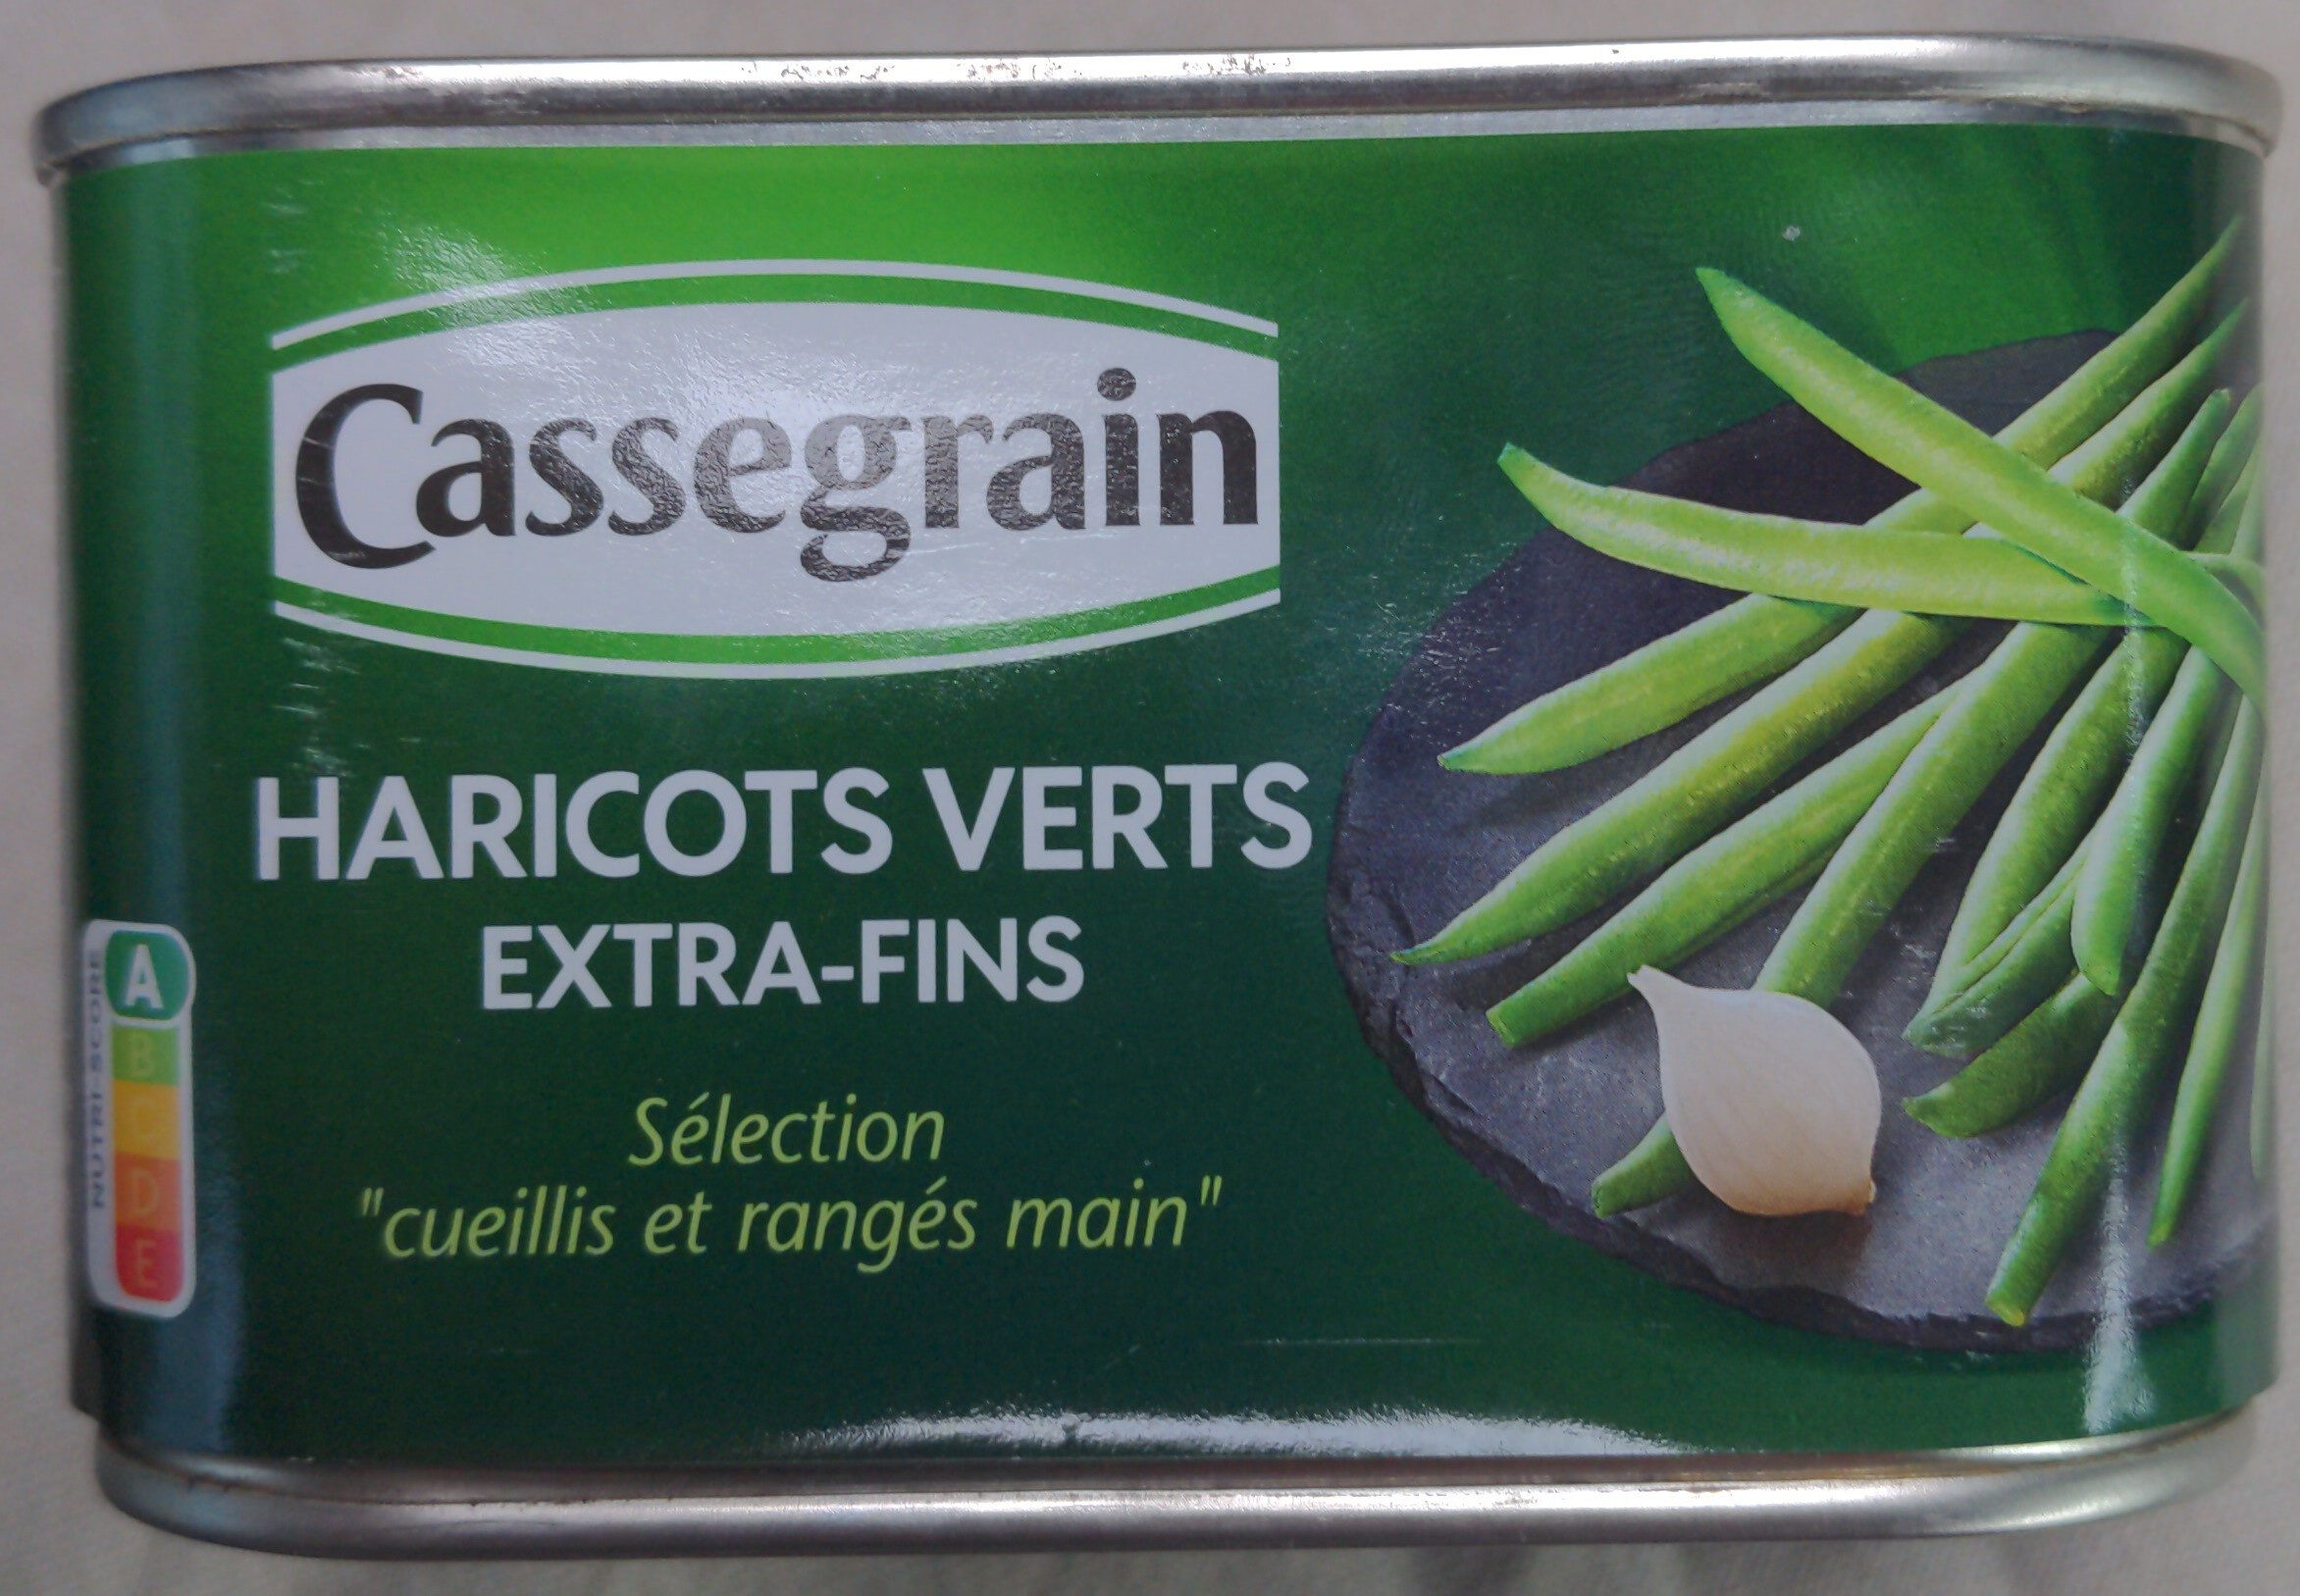 Cassegrain
HARICOTS VERTS
EXTRA-FINS
Sélection
"cueillis et rangés main"
NUTRI-SCORE
A
B
C
D
E